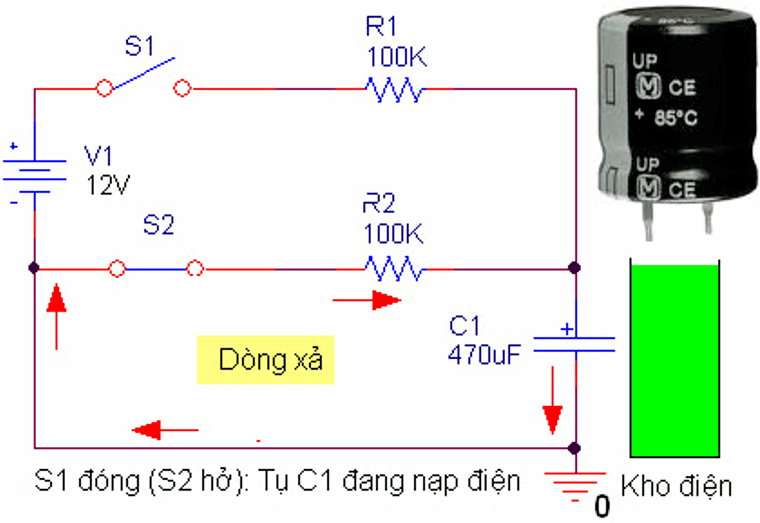 S1
R1
100K
UP
M CE
+ 85°C
+
V1
12V
-
UP
M CE
S2
R2
100K
C1
470uF
+
Dòng xả
S1 đóng (S2 hở): Tụ C1 đang nạp điện
0
Kho điện